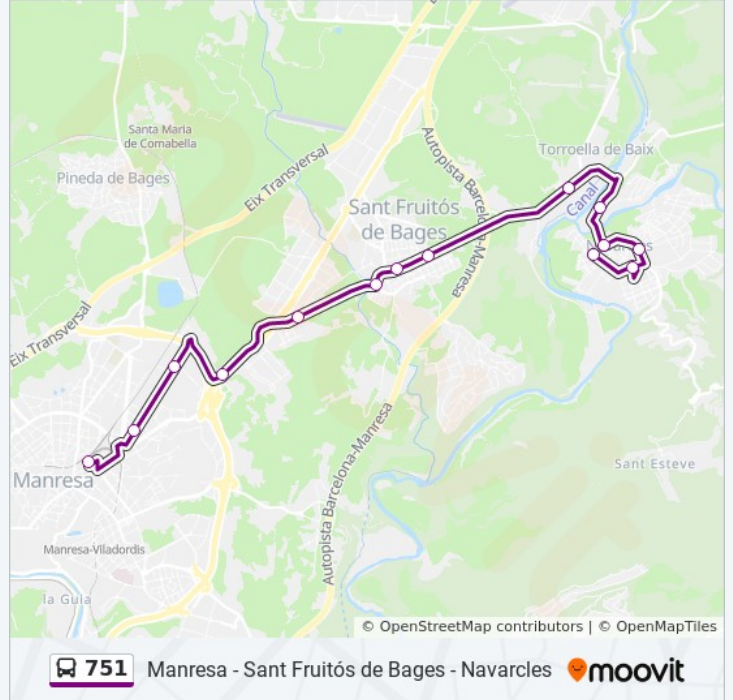 Santa Maria
de Comabella
Torroella de Baix
Pineda de Bages
Eix Transversal
Autopista Barcelona-Manresa
Canal
Sant Fruitós
de Bages
Eix Transversal
Manresa
Sant Esteve
Autopista Barcelona-Manresa
Manresa-Viladordis
la Guia
© OpenStreetMap contributors | © OpenMapTiles
751 Manresa - Sant Fruitós de Bages - Navarcles moovit